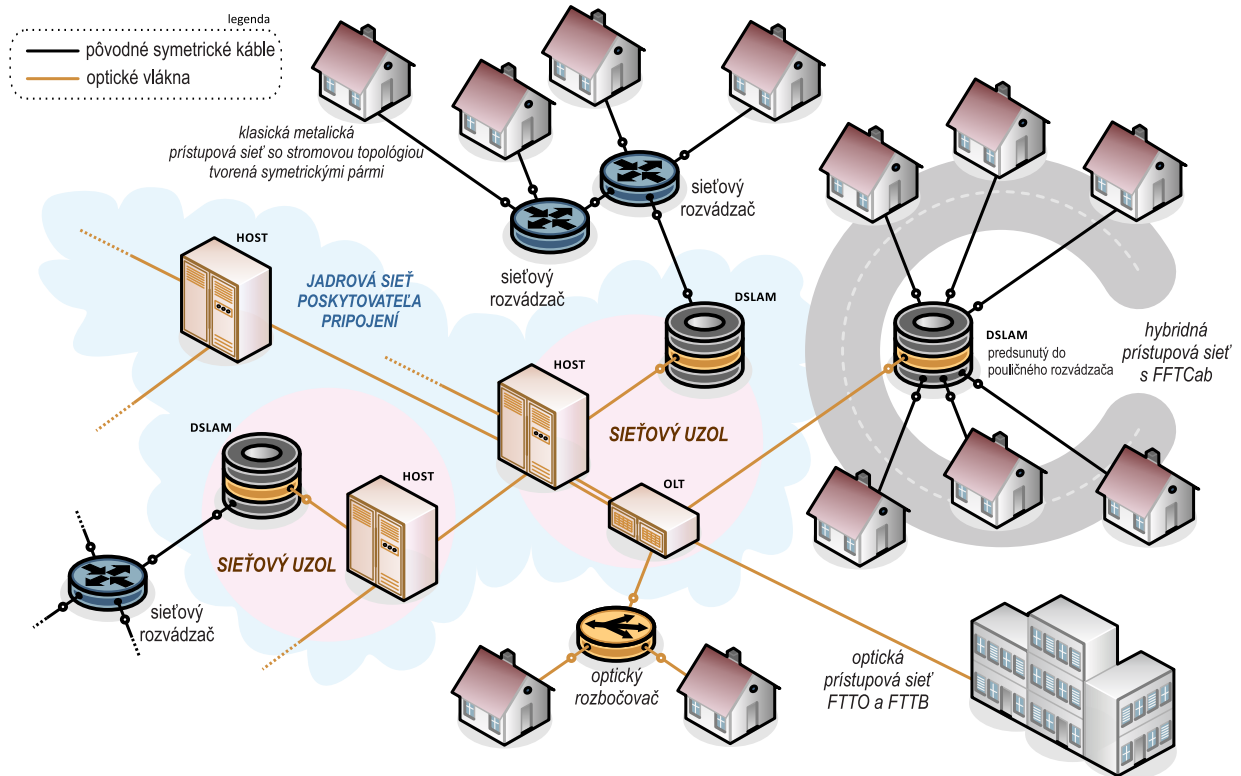 legenda
pôvodné symetrické káble
optické vlákna
klasická metalická
prístupová sieť so stromovou topológiou
tvorená symetrickými pármi
sieťový
rozvádzač
sieťový
rozvádzač
HOST
JADROVÁ SIEŤ
POSKYTOVATEĽA
PRIPOJENÍ
DSLAM
HOST
SIEŤOVÝ UZOL
DSLAM
predsunutý do
pouličného rozvádzača
hybridná
prístupová sieť
s FFTCab
DSLAM
HOST
SIEŤOVÝ UZOL
OLT
sieťový
rozvádzač
optický
rozbočovač
optická
prístupová sieť
FTTO a FTTB